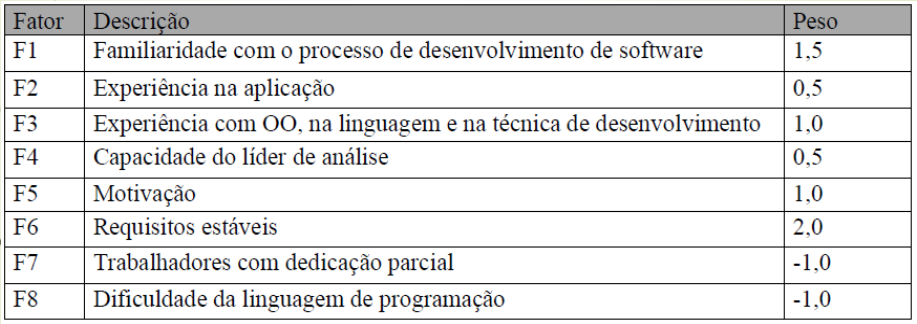 Fator Descrição Peso
F1 Familiaridade com o processo de desenvolvimento de software 1,5
F2 Experiência na aplicação 0,5
F3 Experiência com OO, na linguagem e na técnica de desenvolvimento 1,0
F4 Capacidade do líder de análise 0,5
F5 Motivação 1,0
F6 Requisitos estáveis 2,0
F7 Trabalhadores com dedicação parcial -1,0
F8 Dificuldade da linguagem de programação -1,0